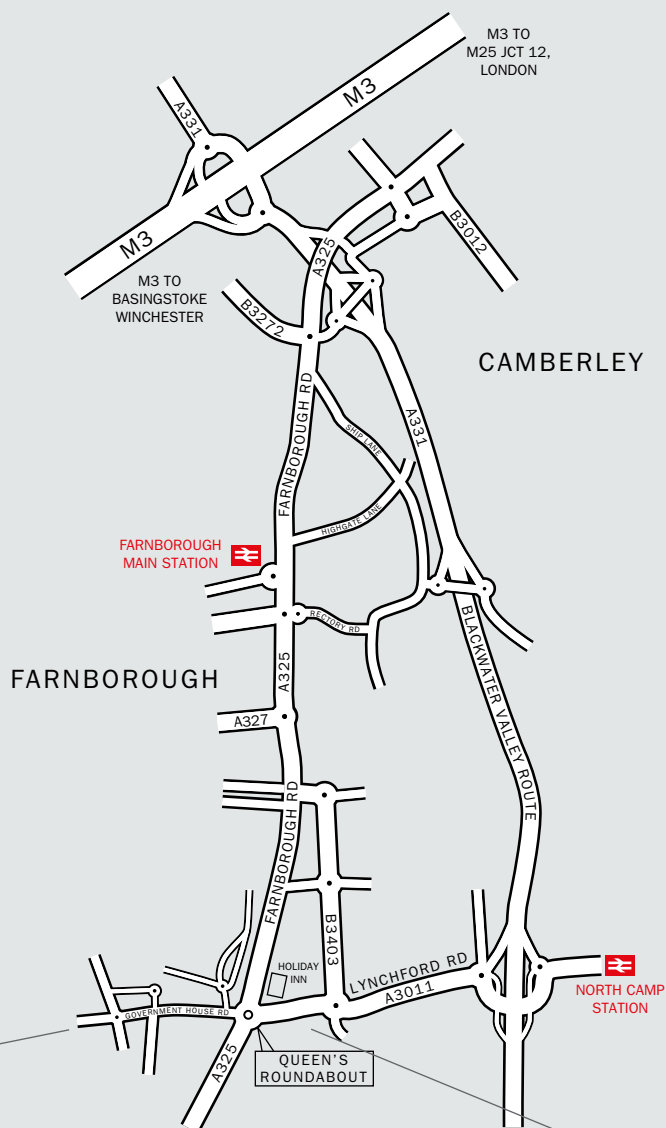 M3 TO
M25 JCT 12,
LONDON
M3
A331
B3012
A325
M3
M3 TO
BASINGSTOKE
WINCHESTER
B3272
CAMBERLEY
FARNBOROUGH RD
A331
SHIP LANE
HIGHGATE LANE
FARNBOROUGH
MAIN STATION
RECTORY RD
BLACKWATER VALLEY ROUTE
FARNBOROUGH
A325
A327
FARNBOROUGH RD
B3403
HOLIDAY
INN
LYNCHFORD RD
A3011
NORTH CAMP
STATION
GOVERNMENT HOUSE RD
A325
QUEEN'S
ROUNDABOUT